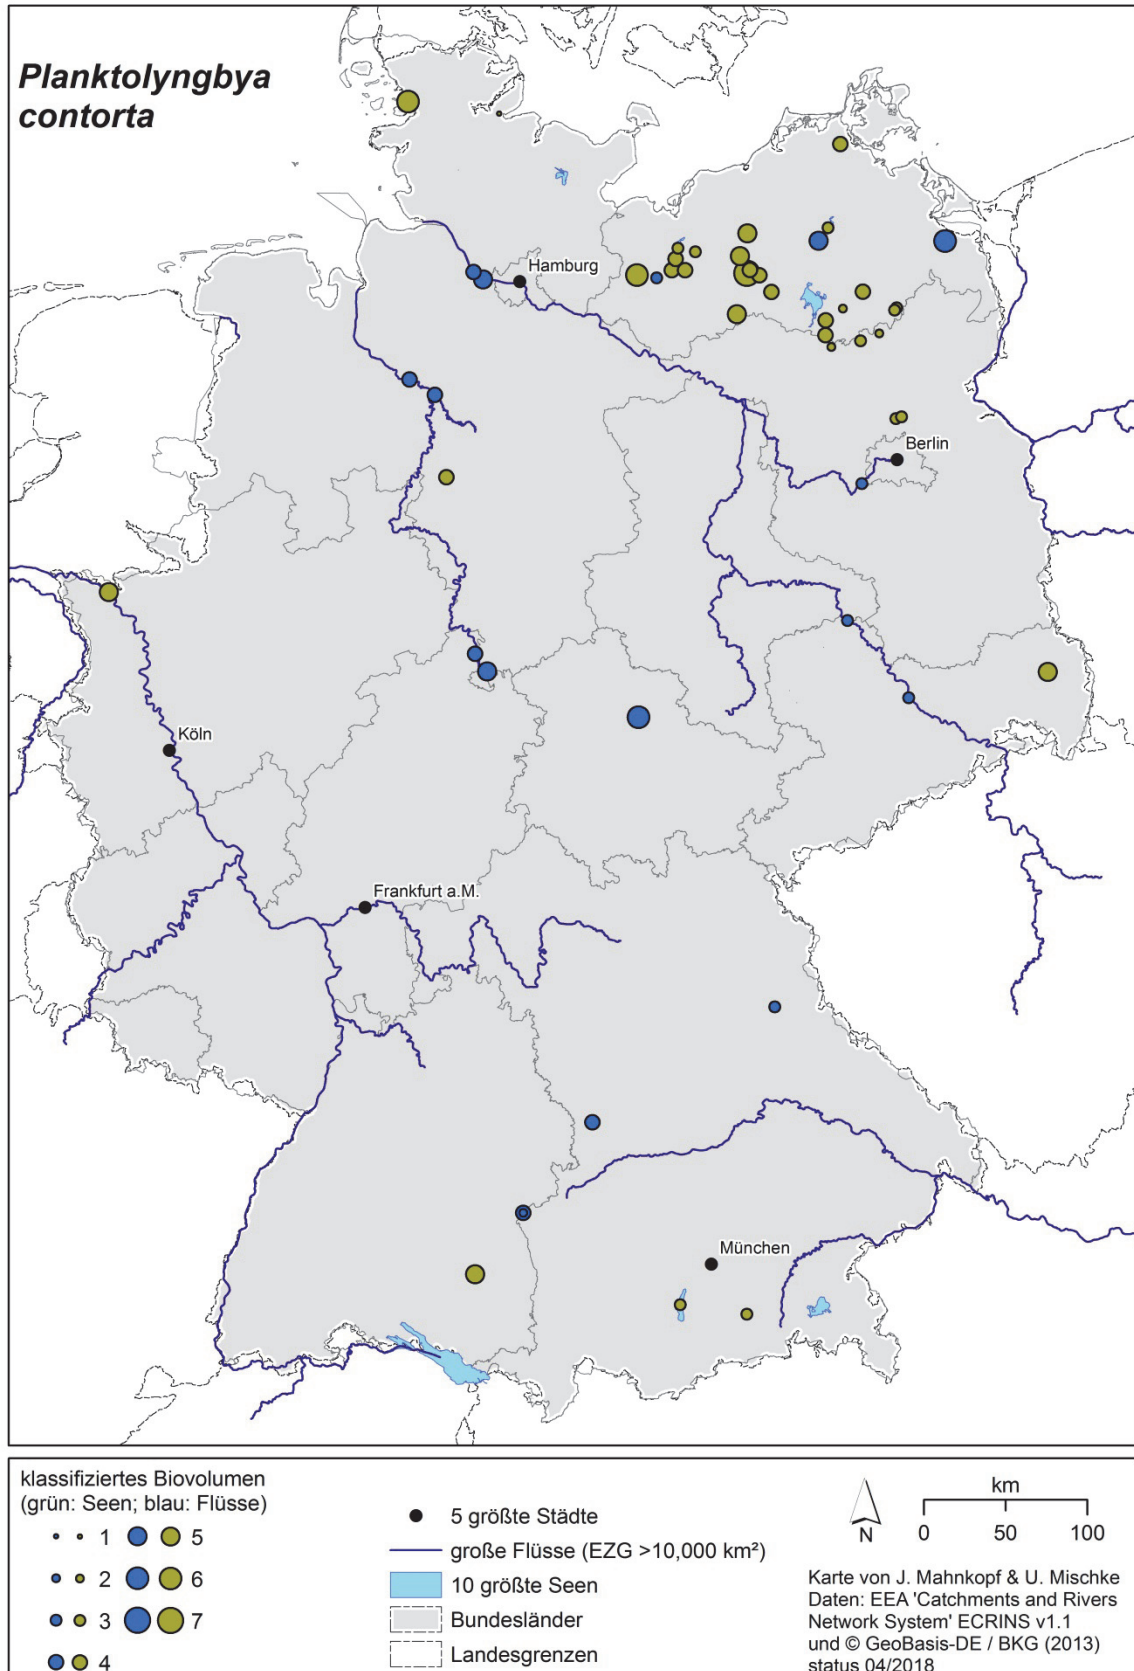 Planktolyngbya
contorta
Hamburg
Berlin
Köln
Frankfurt a.M.
München
klassifiziertes Biovolumen
(grün: Seen; blau: Flüsse)
1
5
2
6
3
7
4
5 größte Städte
große Flüsse (EZG >10,000 km²)
10 größte Seen
Bundesländer
Landesgrenzen
N
km
0 50 100
Karte von J. Mahnkopf & U. Mischke
Daten: EEA 'Catchments and Rivers
Network System' ECRINS v1.1
und © GeoBasis-DE / BKG (2013)
status 04/2018